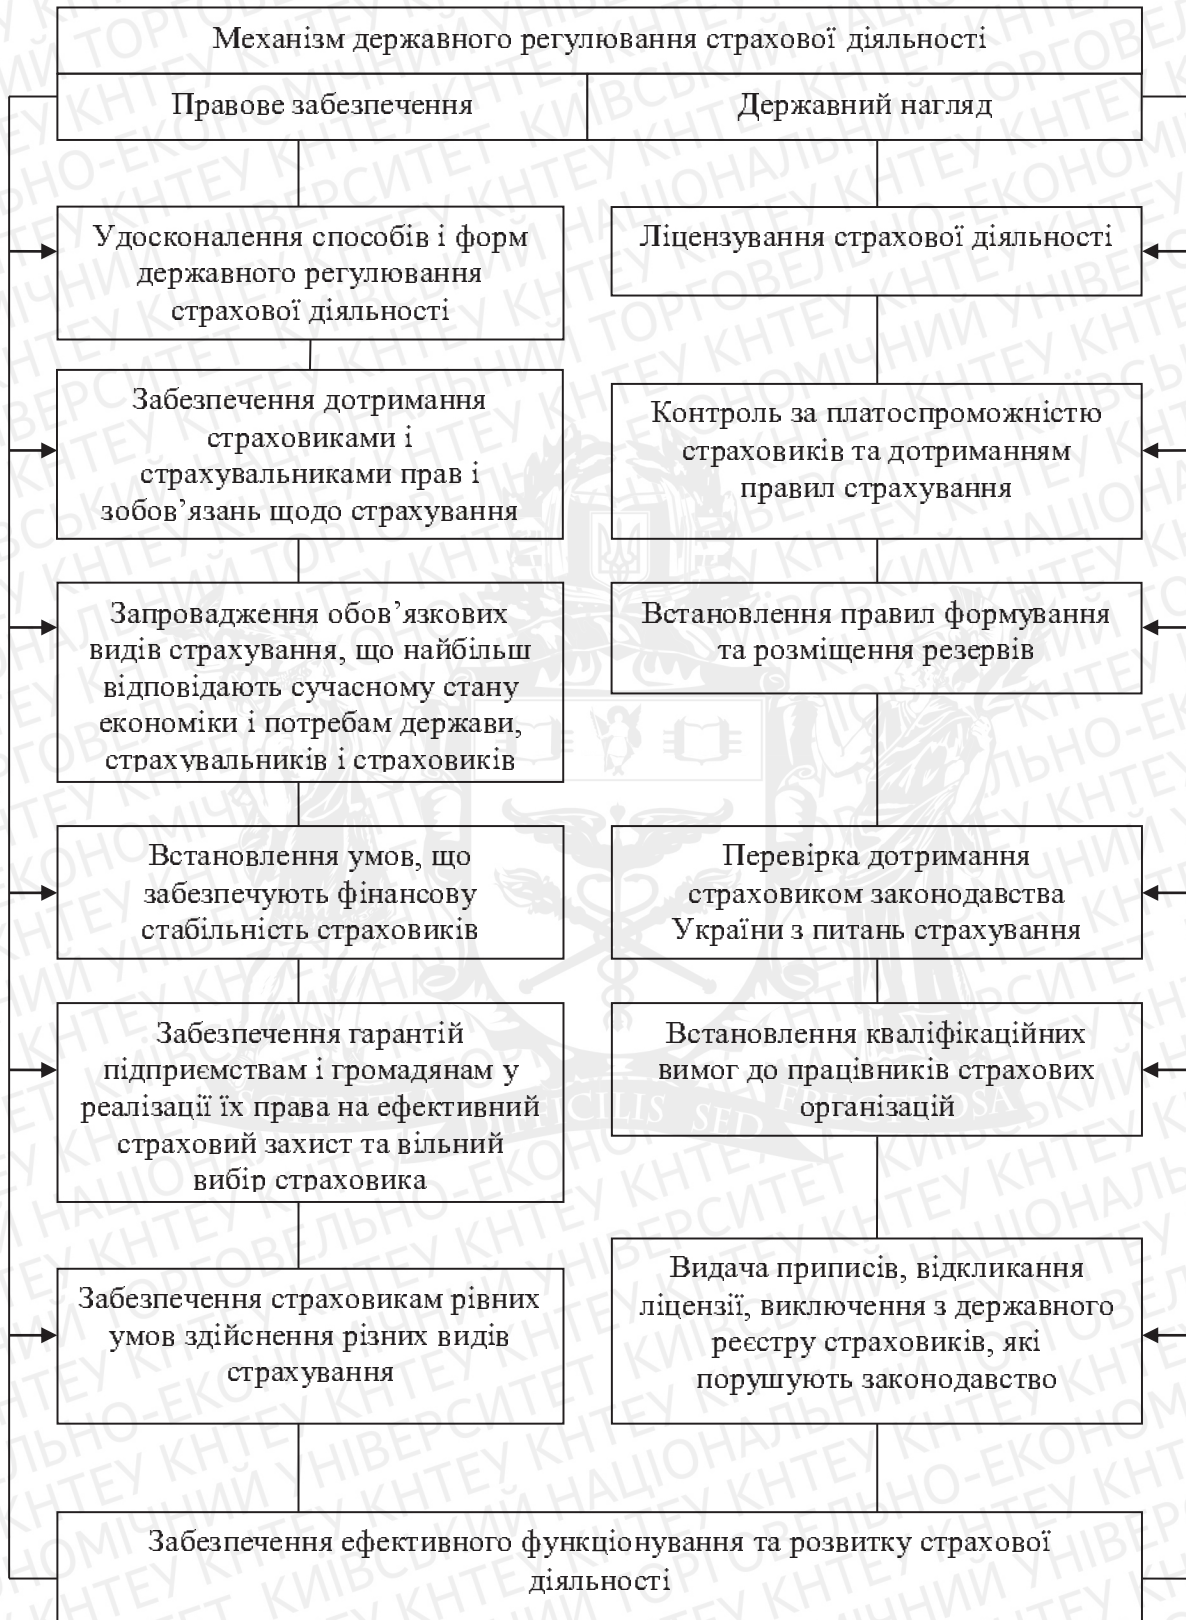 Механізм державного регулювання страхової діяльності
Правове забезпечення
Державний нагляд
Удосконалення способів і форм
державного регулювання
страхової діяльності
Забезпечення дотримання
страховиками і
страхувальниками прав і
зобов’язань щодо страхування
Запровадження обов’язкових
видів страхування, що найбільш
відповідають сучасному стану
економіки і потребам держави,
страхувальників і страховиків
Встановлення умов, що
забезпечують фінансову
стабільність страховиків
Забезпечення гарантій
підприємствам і громадянам у
реалізації їх права на ефективний
страховий захист та вільний
вибір страховика
Забезпечення страховикам рівних
умов здійснення різних видів
страхування
Ліцензування страхової діяльності
Контроль за платоспроможністю
страховиків та дотриманням
правил страхування
Встановлення правил формування
та розміщення резервів
Перевірка дотримання
страховиком законодавства
України з питань страхування
Встановлення кваліфікаційних
вимог до працівників страхових
організацій
Видача приписів, відкликання
ліцензії, виключення з державного
реєстру страховиків, які
порушують законодавство
Забезпечення ефективного функціонування та розвитку страхової
діяльності